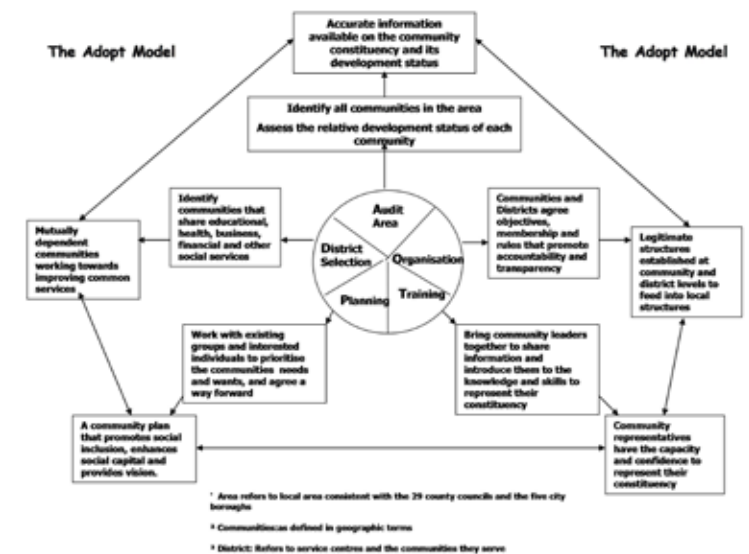 Accurate information
available on the community
constituency and its
development status
The Adopt Model
The Adopt Model
Identify all communities in the area
Assess the relative development status of each
community
Identify
communities that
share educational,
health, business,
financial and other
social services
Audit
Area
District
Selection
Organisation
Planning
Training
Communities and
Districts agree
objectives,
membership and
rules that promote
accountability and
transparency
Mutually
dependent
communities
working towards
improving common
services
Legitimate
structures
established at
community and
district levels to
feed into local
structures
Work with existing
groups and interested
individuals to prioritise
the communities needs
and wants, and agree a
way forward
Bring community leaders
together to share
information and
introduce them to the
knowledge and skills to
represent their
constituency
A community plan
that promotes social
inclusion, enhances
social capital and
provides vision.
Community
representatives
have the capacity
and confidence to
represent their
constituency
¹ Area refers to local area consistent with the 29 county councils and the five city
boroughs
² Communities:as defined in geographic terms
³ District: Refers to service centres and the communities they serve